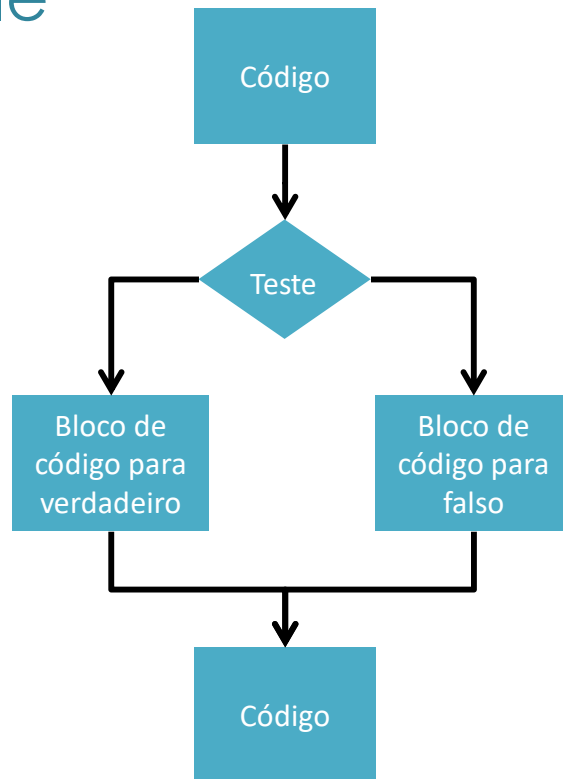 Código
Teste
Bloco de
código para
verdadeiro
Bloco de
código para
falso
Código